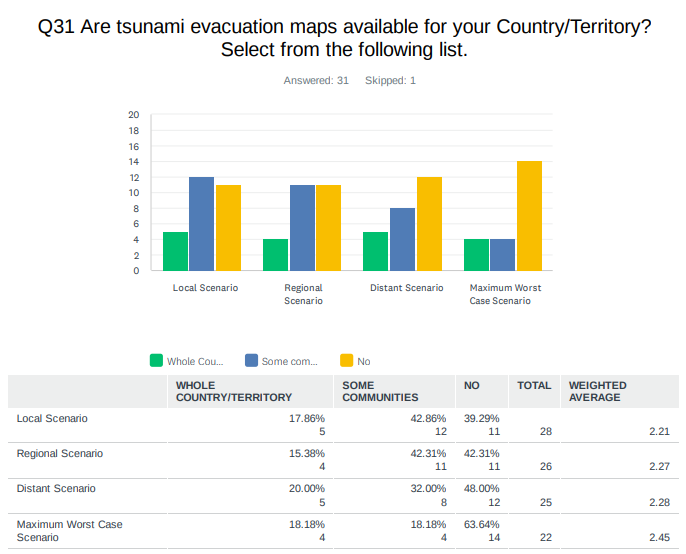 Q31 Are tsunami evacuation maps available for your Country/Territory?
Select from the following list.
Answered: 31 Skipped: 1
20
18
16
14
12
10
8
6
4
2
0
Local Scenario
Regional
Scenario
Distant Scenario
Maximum Worst
Case Scenario
Whole Cou... Some com... No
WHOLE
COUNTRY/TERRITORY
SOME
COMMUNITIES
NO
TOTAL
WEIGHTED
AVERAGE
Local Scenario 17.86% 42.86% 39.29%
5 12 11 28 2.21
Regional Scenario 15.38% 42.31% 42.31%
4 11 11 26 2.27
Distant Scenario 20.00% 32.00% 48.00%
5 8 12 25 2.28
Maximum Worst Case 18.18% 18.18% 63.64%
Scenario 4 4 14 22 2.45